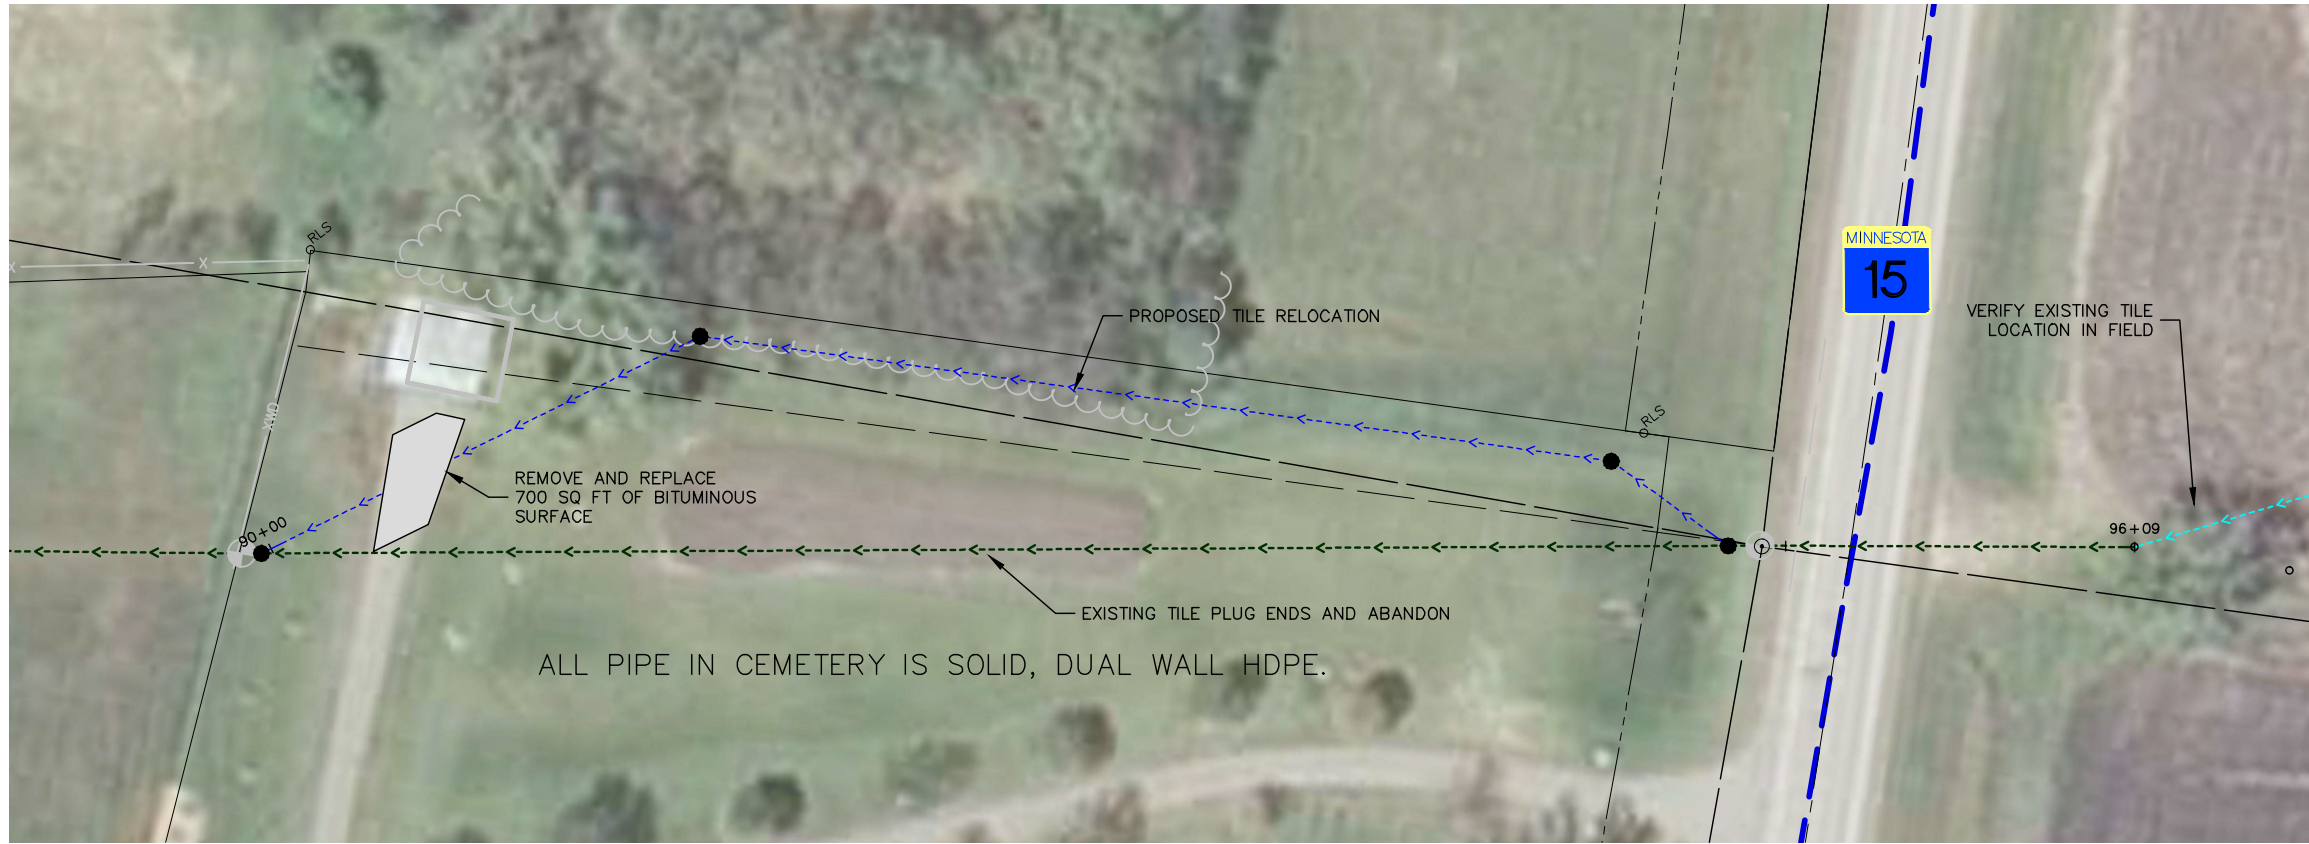 RLS
MINNESOTA
15
VERIFY EXISTING TILE
LOCATION IN FIELD
PROPOSED TILE RELOCATION
X
X
RLS
REMOVE AND REPLACE
700 SQ FT OF BITUMINOUS
SURFACE
90+00
96+09
EXISTING TILE PLUG ENDS AND ABANDON
ALL PIPE IN CEMETERY IS SOLID, DUAL WALL HDPE.